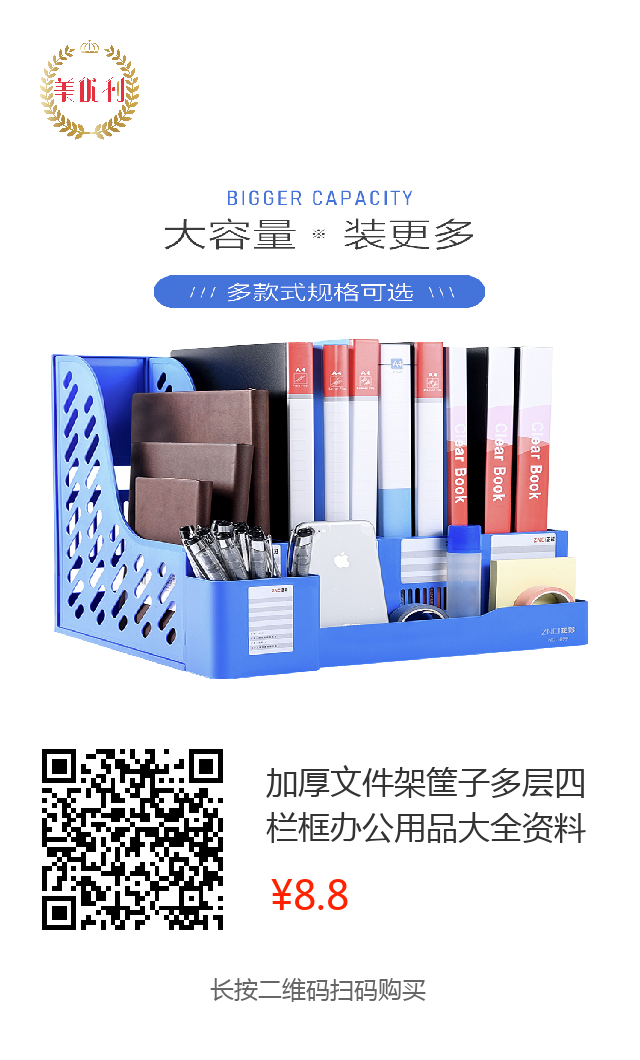 美优利
BIGGER CAPACITY
大容量 ※ 装更多
/// 多款式规格可选 \\\
Clear Book
Clear Book
Clear Book
加厚文件架筐子多层四
栏框办公用品大全资料
¥8.8
长按二维码扫码购买